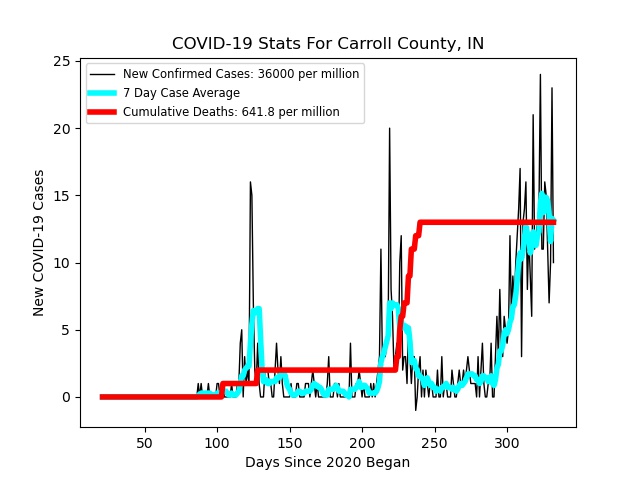 COVID-19 Stats For Carroll County, IN
New Confirmed Cases: 36000 per million
7 Day Case Average
Cumulative Deaths: 641.8 per million
25
20
15
10
5
0
New COVID-19 Cases
50 100 150 200 250 300
Days Since 2020 Began